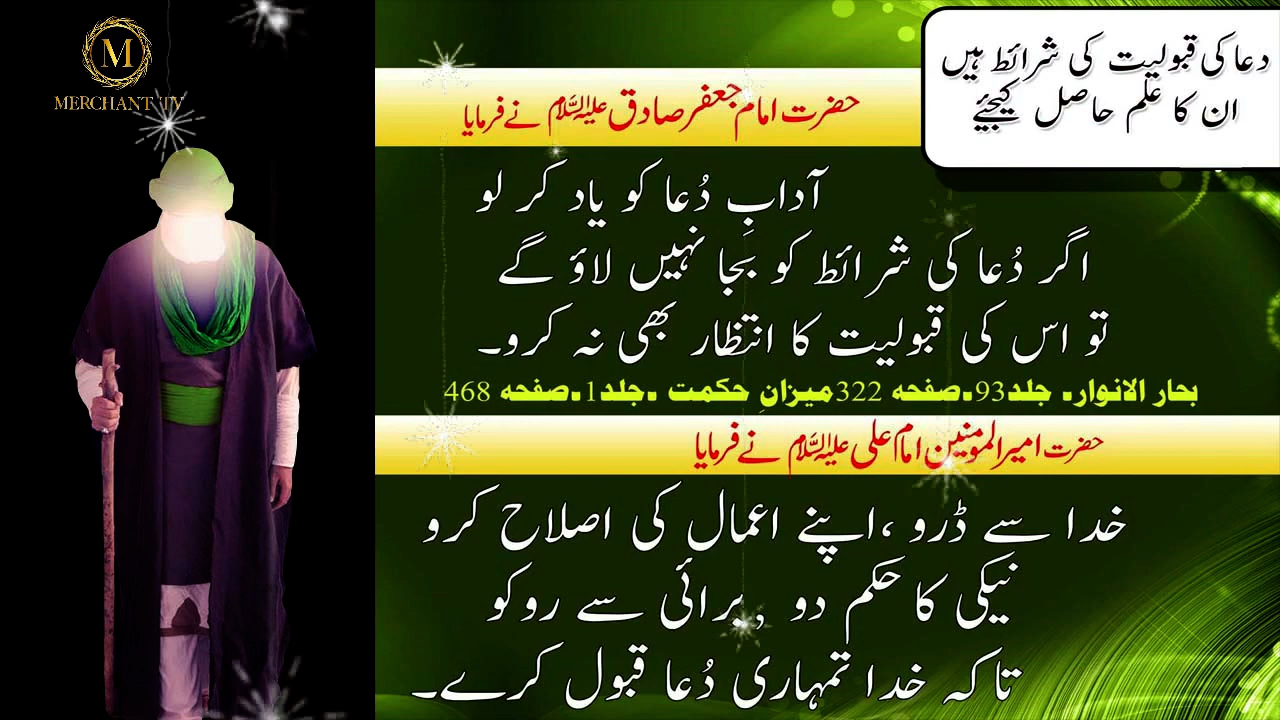 MERCHANT TV
دعا کی قبولیت کی شرائط ہیں
ان کا علم حاصل کیجئے
حضرت امام جعفر صادق علیہ السلام نے فرمایا
آدابِ دُعا کو یاد کر لو
اگر دُعا کی شرائط کو بجا نہیں لاؤ گے
تو اس کی قبولیت کا انتظار بھی نہ کرو۔
بحار الانوار۔ جلد93۔صفحہ 322 میزانِ حکمت ۔جلد1۔صفحہ 468
حضرت امیر المومنین امام علی علیہ السلام نے فرمایا
خدا سے ڈرو ،اپنے اعمال کی اصلاح کرو
نیکی کا حکم دو , برائی سے روکو
تاکہ خدا تمہاری دُعا قبول کرے۔